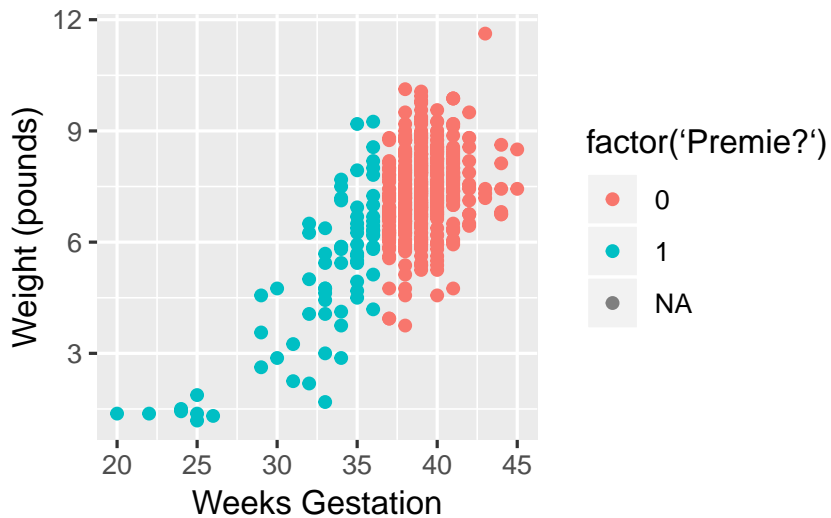 12
9
6
3
Weight (pounds)
20 25 30 35 40 45
Weeks Gestation
factor(‘Premie?‘)
0
1
NA